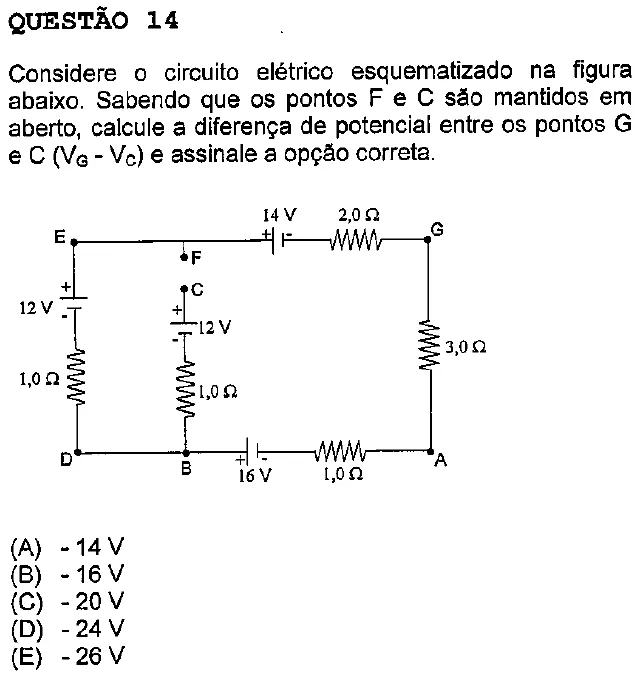 QUESTÃO 14
Considere o circuito elétrico esquematizado na figura
abaixo. Sabendo que os pontos F e C são mantidos em
aberto, calcule a diferença de potencial entre os pontos G
e C (VG - VC) e assinale a opção correta.
14 V 2,0 Ω
E + - G
F
C
+ +
12 V - - 12 V
3,0 Ω
1,0 Ω 1,0 Ω
D B + - A
16 V 1,0 Ω
(A) - 14 V
(B) - 16 V
(C) - 20 V
(D) - 24 V
(E) - 26 V